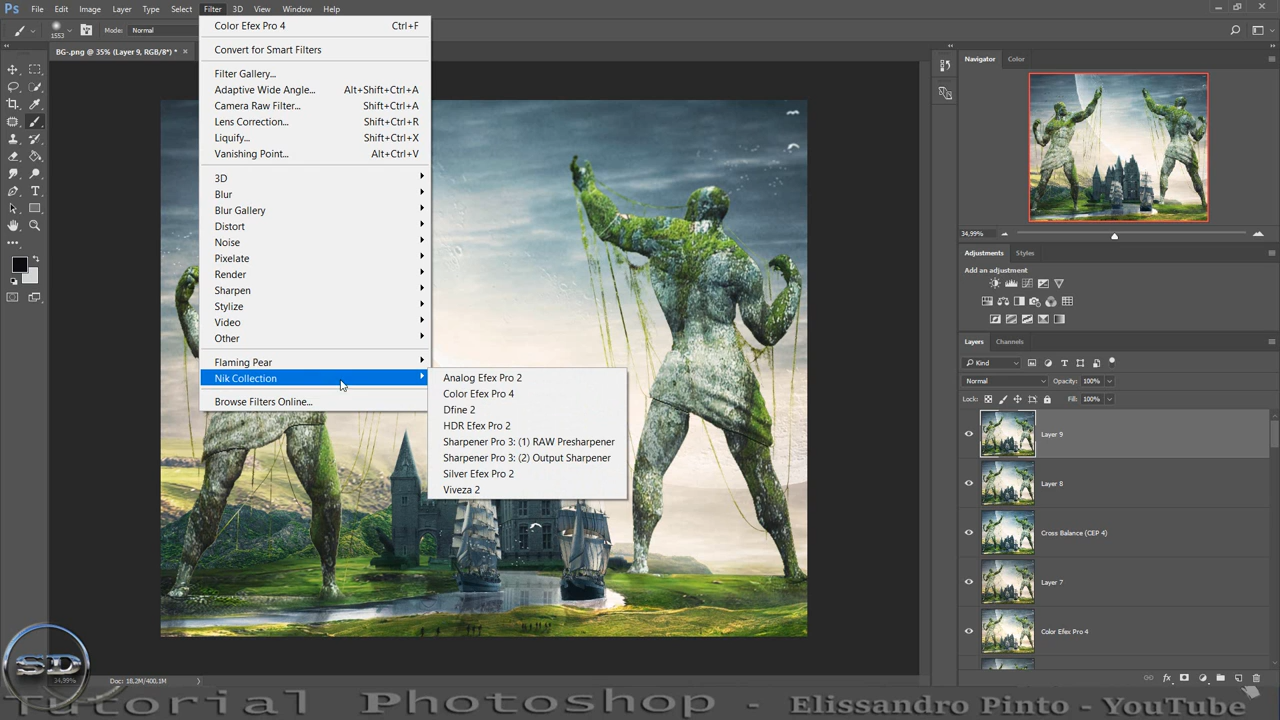 Ps File Edit Image Layer Type Select Filter 3D View Window Help
1553 Mode: Normal
BG-.png @ 35% (Layer 9, RGB/8*) * ×
Color Efex Pro 4 Ctrl+F
Convert for Smart Filters
Filter Gallery...
Adaptive Wide Angle... Alt+Shift+Ctrl+A
Camera Raw Filter... Shift+Ctrl+A
Lens Correction... Shift+Ctrl+R
Liquify... Shift+Ctrl+X
Vanishing Point... Alt+Ctrl+V
3D
Blur
Blur Gallery
Distort
Noise
Pixelate
Render
Sharpen
Stylize
Video
Other
Flaming Pear
Nik Collection
Browse Filters Online...
Analog Efex Pro 2
Color Efex Pro 4
Dfine 2
HDR Efex Pro 2
Sharpener Pro 3: (1) RAW Presharpener
Sharpener Pro 3: (2) Output Sharpener
Silver Efex Pro 2
Viveza 2
Navigator Color
34,99%
Adjustments Styles
Add an adjustment
Layers Channels
Kind
Normal Opacity: 100%
Lock: Fill: 100%
Layer 9
Layer 8
Cross Balance (CEP 4)
Layer 7
Color Efex Pro 4
SD
34,99% Doc: 18,2M/400,1M
Tutorial Photoshop - Elissandro Pinto - YouTube